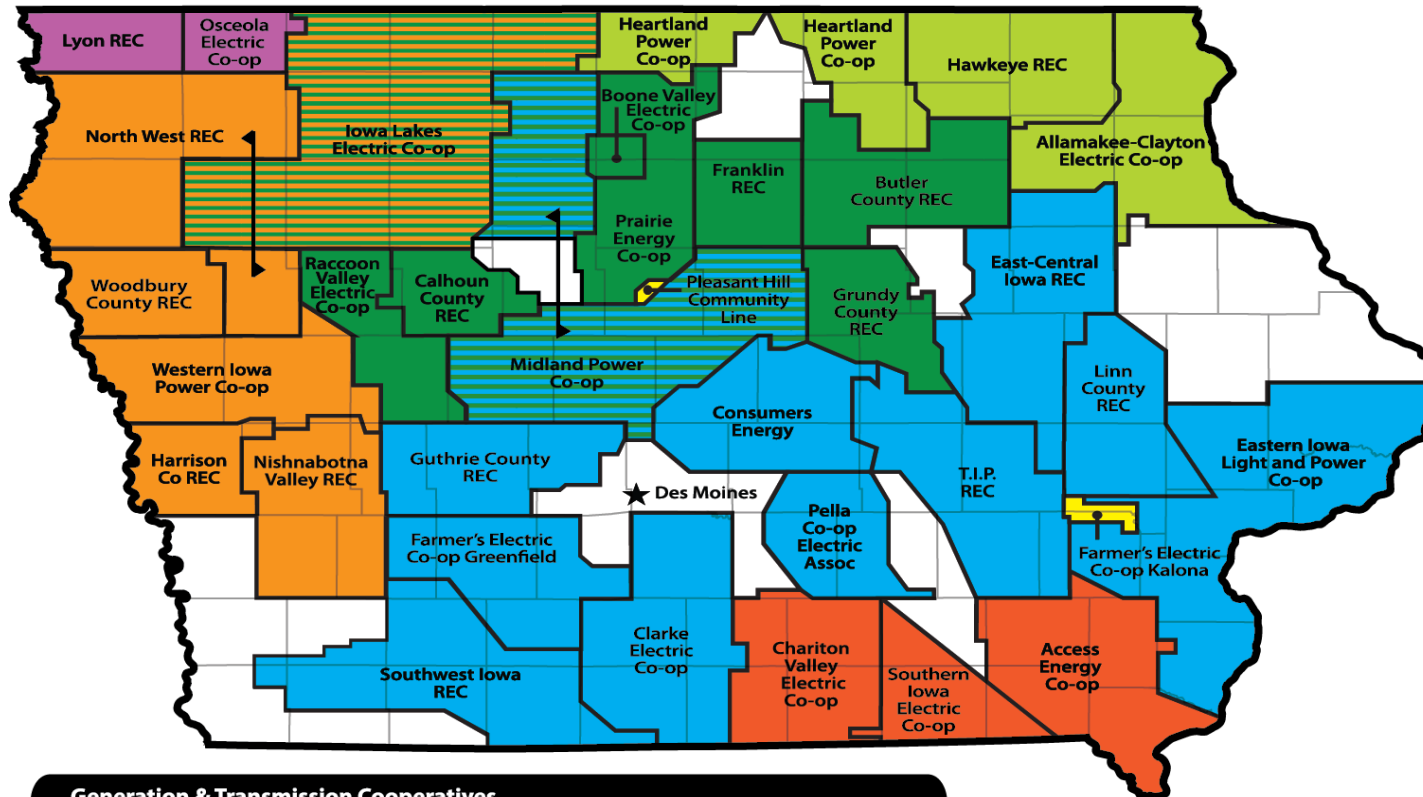 Lyon REC
Osceola
Electric
Co-op
Heartland
Power
Co-op
Heartland
Power
Co-op
Hawkeye REC
North West REC
Iowa Lakes
Electric Co-op
Boone Valley
Electric
Co-op
Allamakee-Clayton
Electric Co-op
Franklin
REC
Butler
County REC
Prairie
Energy
Co-op
Woodbury
County REC
Raccoon
Valley
Electric
Co-op
Calhoun
County
REC
Pleasant Hill
Community
Line
Grundy
County
REC
East-Central
Iowa REC
Western Iowa
Power Co-op
Midland Power
Co-op
Linn
County
REC
Consumers
Energy
Harrison
Co REC
Nishnabotna
Valley REC
Guthrie County
REC
Des Moines
T.I.P.
REC
Eastern Iowa
Light and Power
Co-op
Pella
Co-op
Electric
Assoc
Farmer's Electric
Co-op Greenfield
Farmer's Electric
Co-op Kalona
Clarke
Electric
Co-op
Southwest Iowa
REC
Chariton
Valley
Electric
Co-op
Southern
Iowa
Electric
Co-op
Access
Energy
Co-op
Generation & Transmission Cooperatives